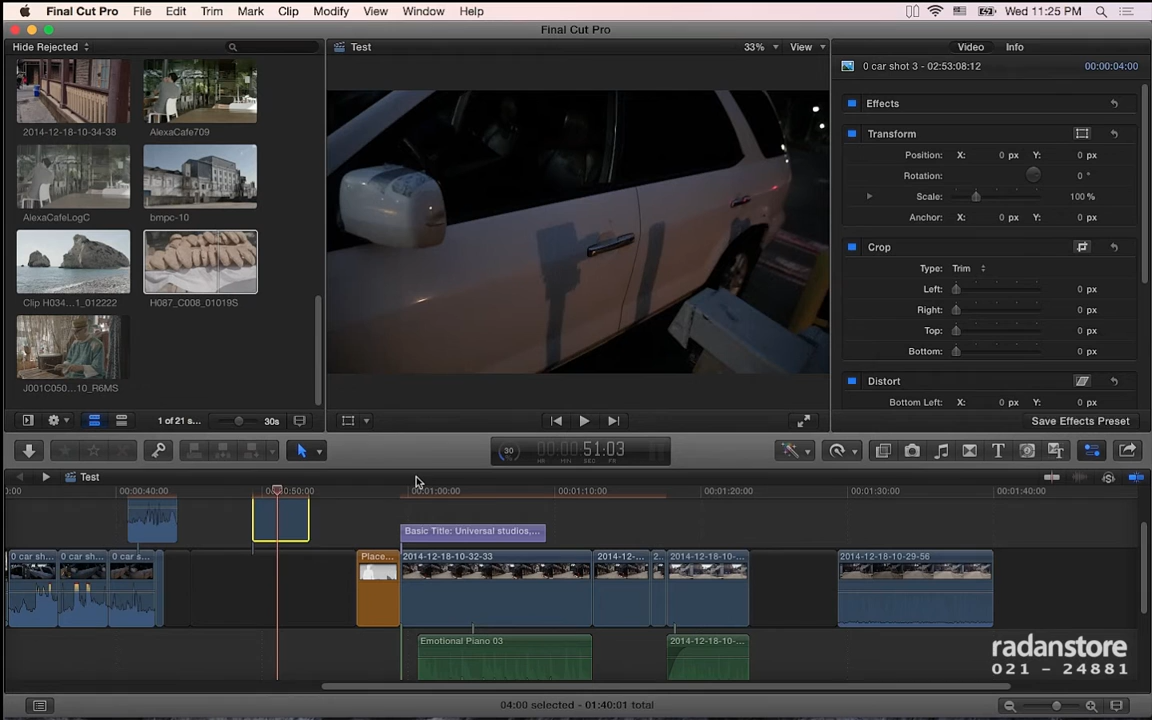 Final Cut Pro File Edit Trim Mark Clip Modify View Window Help Wed 11:25 PM
Final Cut Pro
Hide Rejected
Test 33% View
Video Info
0 car shot 3 - 02:53:08:12 00:00:04:00
Effects
Transform
Position: X: 0 px Y: 0 px
Rotation: 0 °
Scale: 100 %
Anchor: X: 0 px Y: 0 px
Crop
Type: Trim
Left: 0 px
Right: 0 px
Top: 0 px
Bottom: 0 px
Distort
Bottom Left: 0 px 0 px
Save Effects Preset
2014-12-18-10-34-38 AlexaCafe709
AlexaCafeLogC bmpc-10
Clip H034...1_012222 H087_C008_01019S
J001C050...10_R6MS
1 of 21 s... 30s
30 00:00:51:03
HR MIN SEC FR
Test
0:00 00:00:40:00 00:00:50:00 00:01:00:00 00:01:10:00 00:01:20:00 00:01:30:00 00:01:40:00
Basic Title: Universal studios,...
0 car sh... 0 car sh... 0 car s... Place... 2014-12-18-10-32-33 2014-12-... 2... 2014-12-18-10-... 2014-12-18-10-29-56
Emotional Piano 03 2014-12-18-10-...
radanstore
021 - 24881
04:00 selected - 01:40:01 total